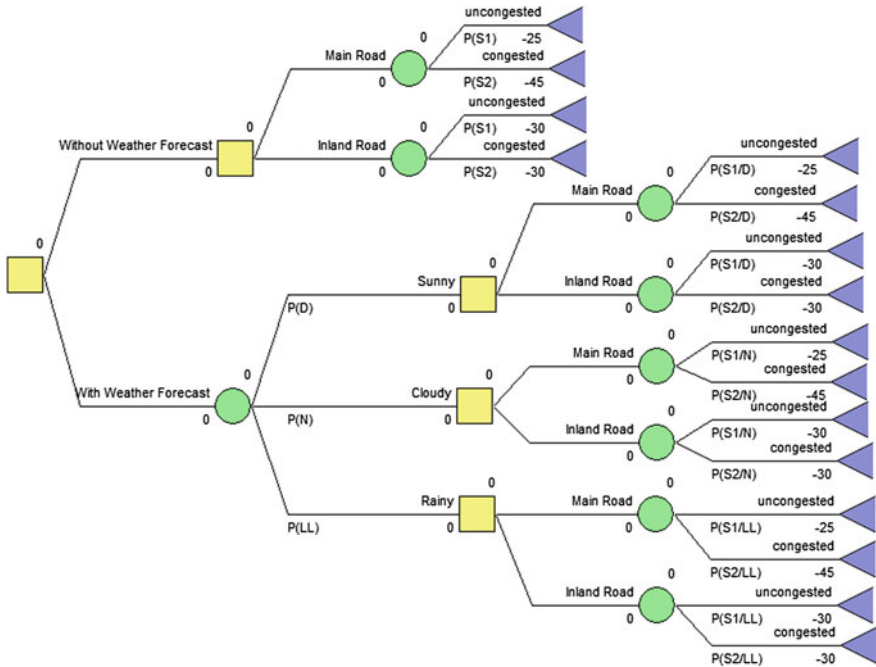 0
uncongested
P(S1) -25
Main Road
0
congested
P(S2) -45
0
uncongested
P(S1) -30
Inland Road
0
congested
P(S2) -30
0
Without Weather Forecast
0
0
0
With Weather Forecast
0
P(D)
0
Sunny
0
0
Main Road
0
uncongested
P(S1/D) -25
congested
P(S2/D) -45
0
Inland Road
0
uncongested
P(S1/D) -30
congested
P(S2/D) -30
P(N)
0
Cloudy
0
0
Main Road
0
uncongested
P(S1/N) -25
congested
P(S2/N) -45
0
Inland Road
0
uncongested
P(S1/N) -30
congested
P(S2/N) -30
P(LL)
0
Rainy
0
0
Main Road
0
uncongested
P(S1/LL) -25
congested
P(S2/LL) -45
0
Inland Road
0
uncongested
P(S1/LL) -30
congested
P(S2/LL) -30